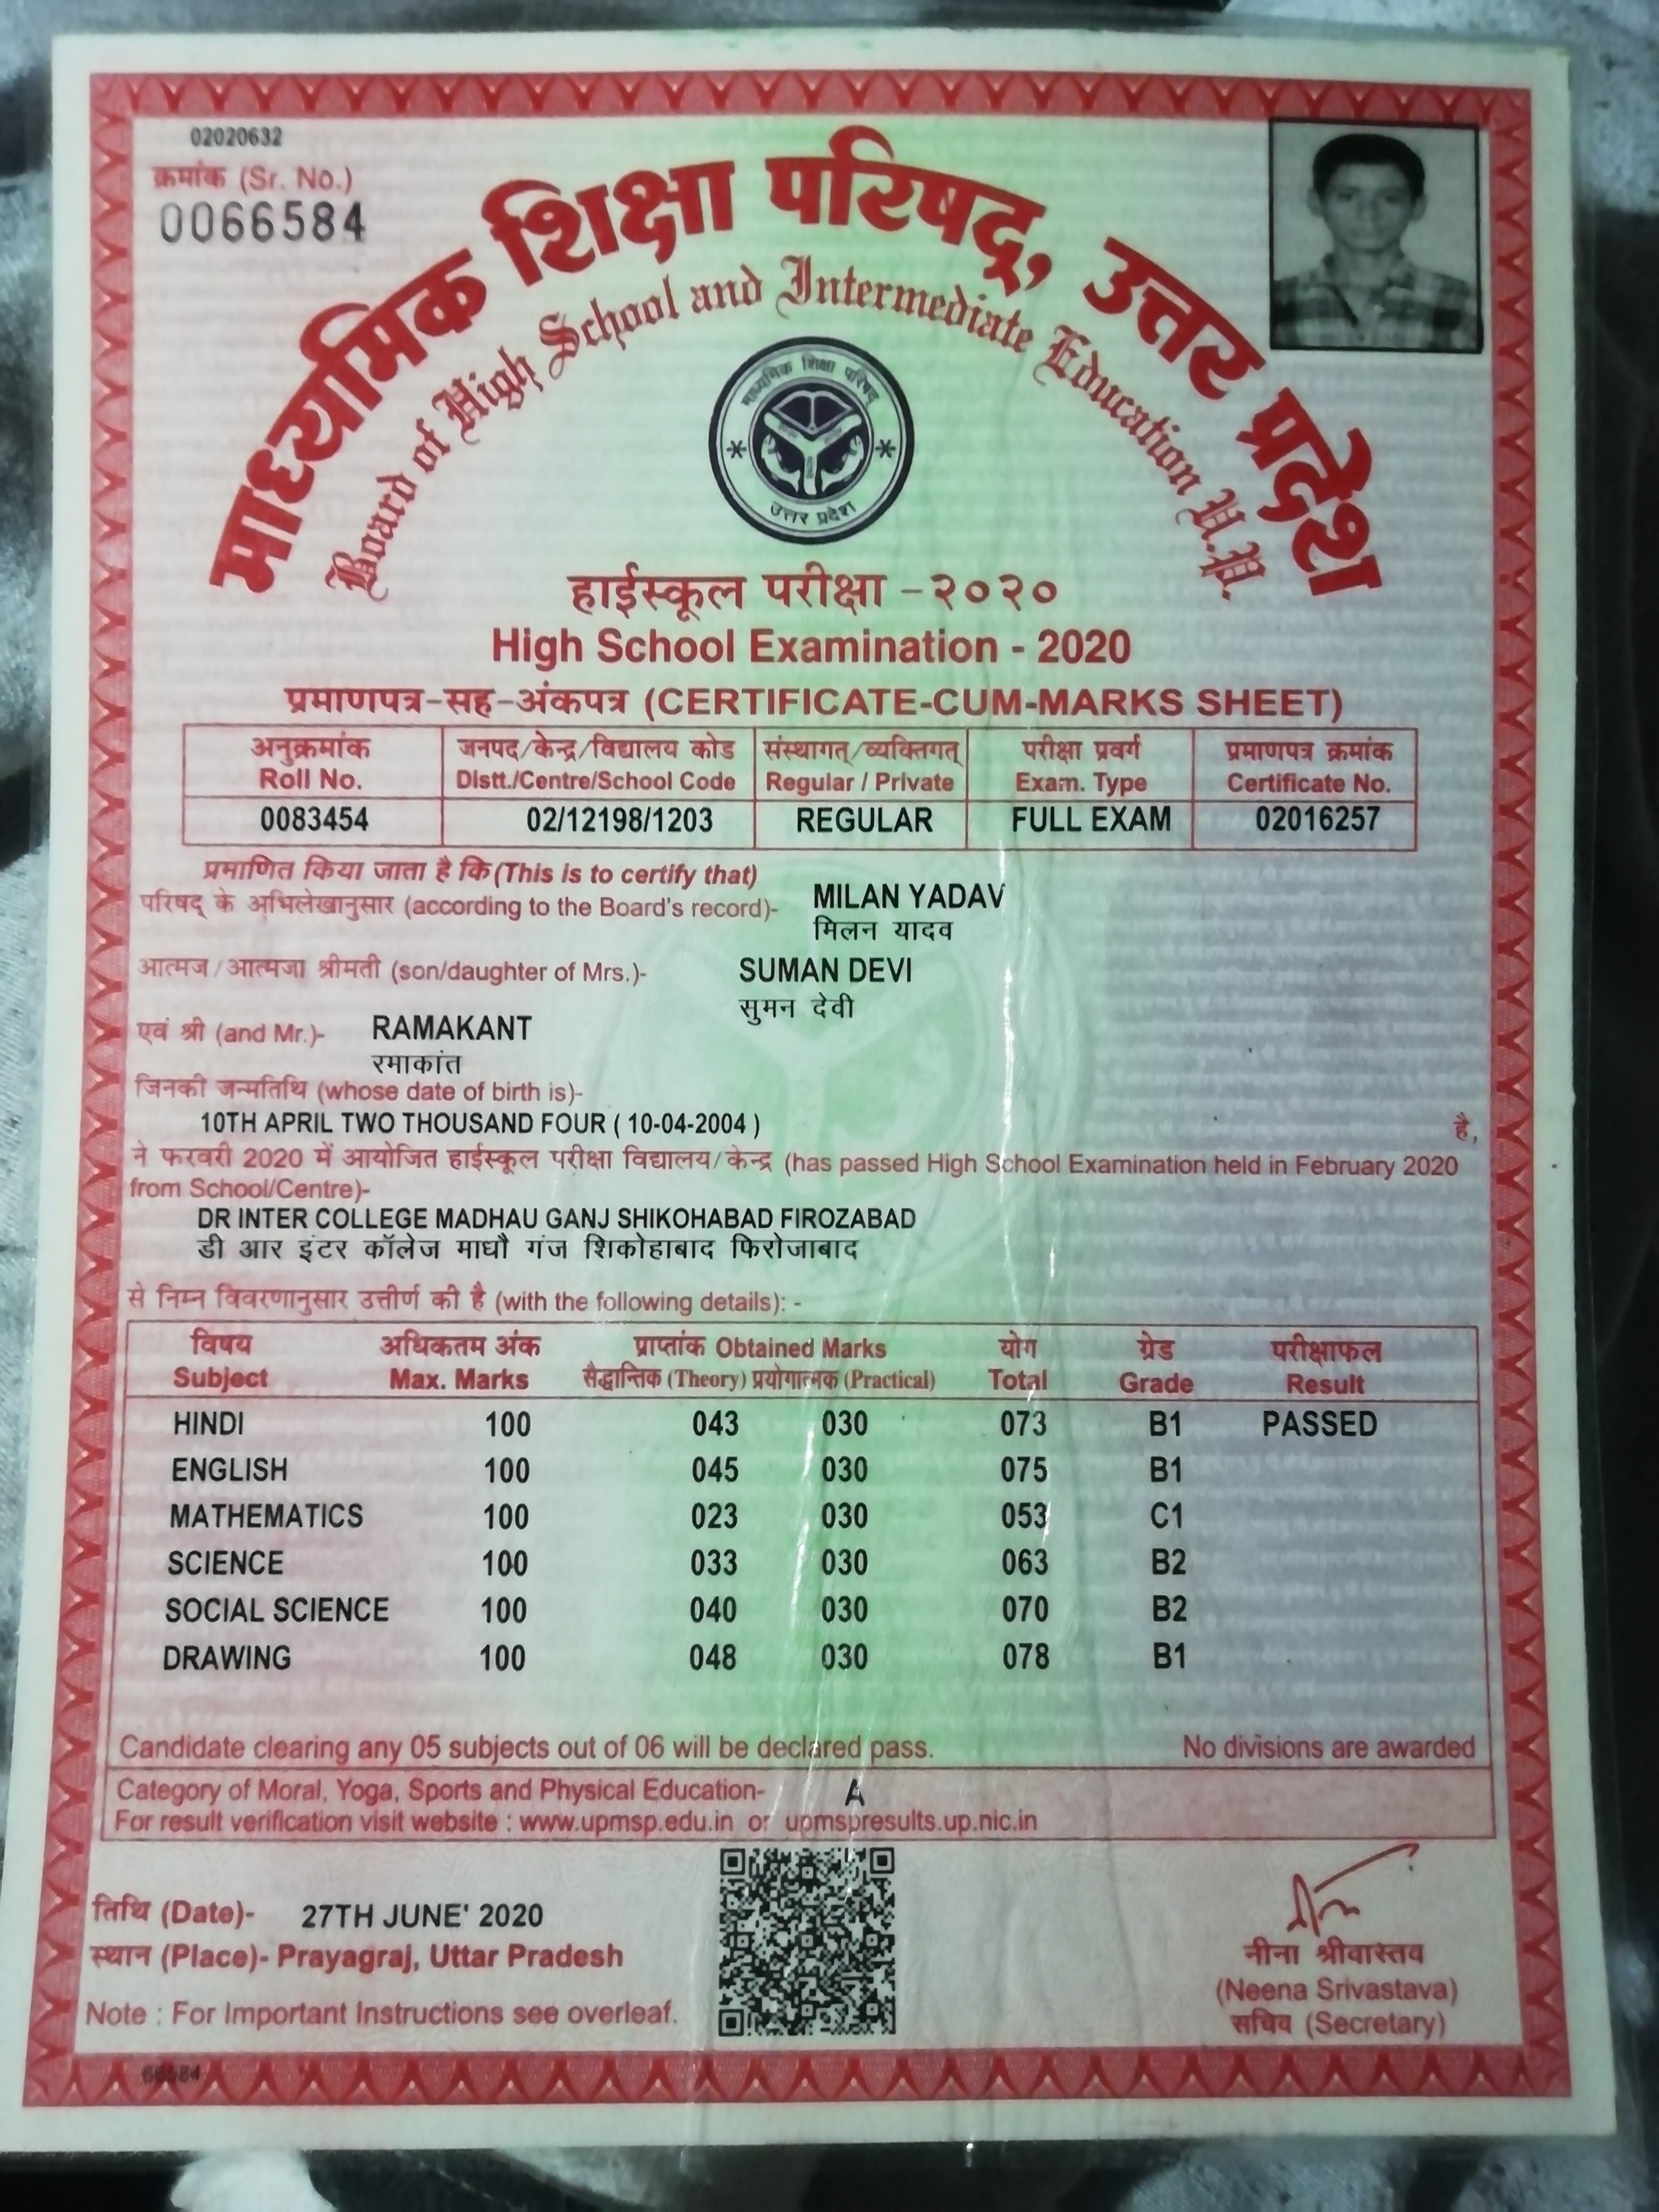 02020632
क्रमांक (Sr. No.)
0066584
माध्यमिक शिक्षा परिषद्, उत्तर प्रदेश
Board of High School and Intermediate Education U.P.
माध्यमिक शिक्षा परिषद्
उत्तर प्रदेश
हाईस्कूल परीक्षा -२०२०
High School Examination - 2020
प्रमाणपत्र-सह-अंकपत्र (CERTIFICATE-CUM-MARKS SHEET)
अनुक्रमांक जनपद/केन्द्र/विद्यालय कोड संस्थागत्/व्यक्तिगत् परीक्षा प्रवर्ग प्रमाणपत्र क्रमांक
Roll No. Distt./Centre/School Code Regular / Private Exam. Type Certificate No.
0083454 02/12198/1203 REGULAR FULL EXAM 02016257
प्रमाणित किया जाता है कि (This is to certify that)
परिषद् के अभिलेखानुसार (according to the Board's record)- MILAN YADAV
मिलन यादव
आत्मज/आत्मजा श्रीमती (son/daughter of Mrs.)- SUMAN DEVI
सुमन देवी
एवं श्री (and Mr.)- RAMAKANT
रमाकांत
जिनकी जन्मतिथि (whose date of birth is)-
10TH APRIL TWO THOUSAND FOUR ( 10-04-2004 ) है,
ने फरवरी 2020 में आयोजित हाईस्कूल परीक्षा विद्यालय/केन्द्र (has passed High School Examination held in February 2020
from School/Centre)-
DR INTER COLLEGE MADHAU GANJ SHIKOHABAD FIROZABAD
डी आर इंटर कॉलेज माधौ गंज शिकोहाबाद फिरोजाबाद
से निम्न विवरणानुसार उत्तीर्ण की है (with the following details): -
विषय अधिकतम अंक प्राप्तांक Obtained Marks योग ग्रेड परीक्षाफल
Subject Max. Marks सैद्धान्तिक (Theory) प्रयोगात्मक (Practical) Total Grade Result
HINDI 100 043 030 073 B1 PASSED
ENGLISH 100 045 030 075 B1
MATHEMATICS 100 023 030 053 C1
SCIENCE 100 033 030 063 B2
SOCIAL SCIENCE 100 040 030 070 B2
DRAWING 100 048 030 078 B1
Candidate clearing any 05 subjects out of 06 will be declared pass. No divisions are awarded
Category of Moral, Yoga, Sports and Physical Education- A
For result verification visit website : www.upmsp.edu.in or upmspresults.up.nic.in
तिथि (Date)- 27TH JUNE' 2020
स्थान (Place)- Prayagraj, Uttar Pradesh
Note : For Important Instructions see overleaf.
नीना श्रीवास्तव
(Neena Srivastava)
सचिव (Secretary)
66584